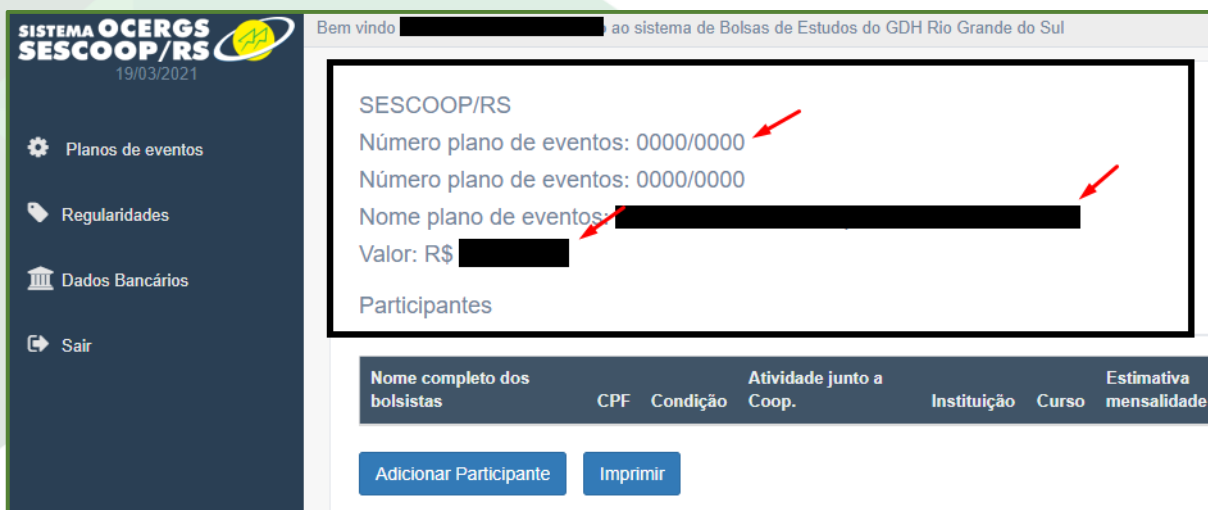 SISTEMA OCERGS
SESCOOP/RS
19/03/2021
Planos de eventos
Regularidades
Dados Bancários
Sair
Bem vindo ao sistema de Bolsas de Estudos do GDH Rio Grande do Sul
SESCOOP/RS
Número plano de eventos: 0000/0000
Número plano de eventos: 0000/0000
Nome plano de eventos:
Valor: R$
Participantes
Nome completo dos
bolsistas
CPF
Condição
Atividade junto a
Coop.
Instituição
Curso
Estimativa
mensalidade
Adicionar Participante
Imprimir